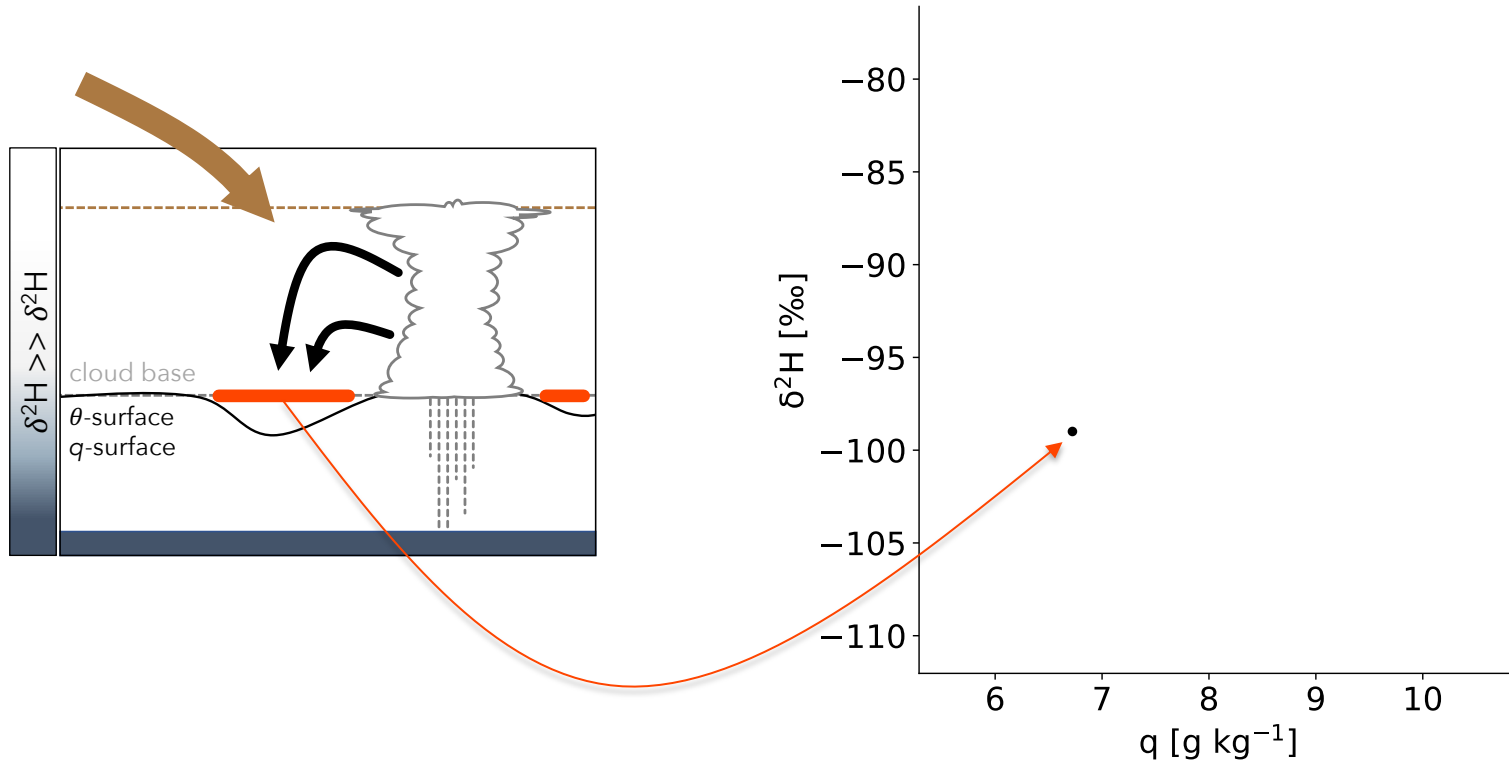 δ²H >> δ²H
cloud base
θ-surface
q-surface
δ²H [‰]
−80
−85
−90
−95
−100
−105
−110
6 7 8 9 10
q [g kg⁻¹]